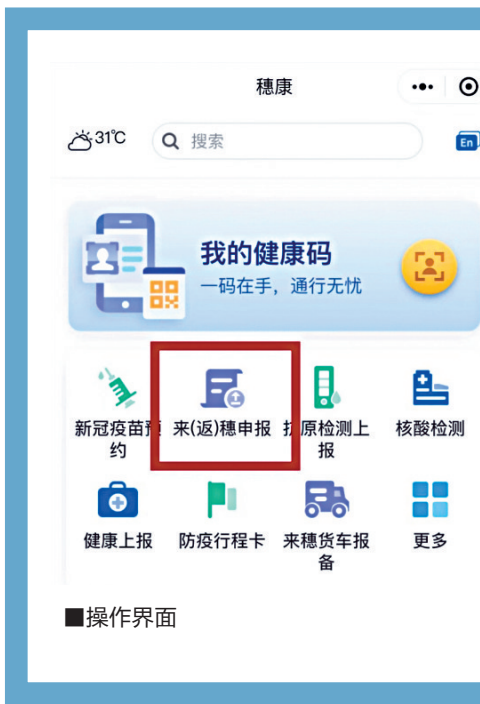 穗康
31℃ 搜索 En
我的健康码
一码在手，通行无忧
新冠疫苗预约 来(返)穗申报 抗原检测上报 核酸检测
健康上报 防疫行程卡 来穗货车报备 更多
■操作界面